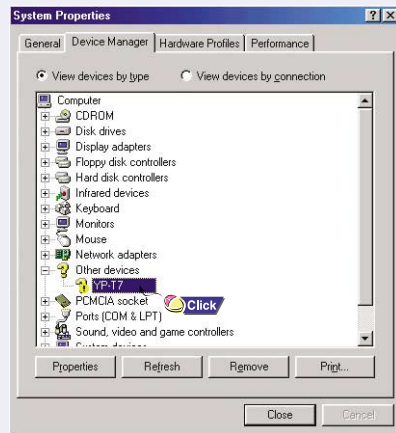 System Properties
General Device Manager Hardware Profiles Performance
View devices by type View devices by connection
Computer
CDROM
Disk drives
Display adapters
Floppy disk controllers
Hard disk controllers
Infrared devices
Keyboard
Monitors
Mouse
Network adapters
Other devices
YP-T7
PCMCIA socket
Click
Ports (COM & LPT)
Sound, video and game controllers
System devices
Properties Refresh Remove Print...
Close Cancel